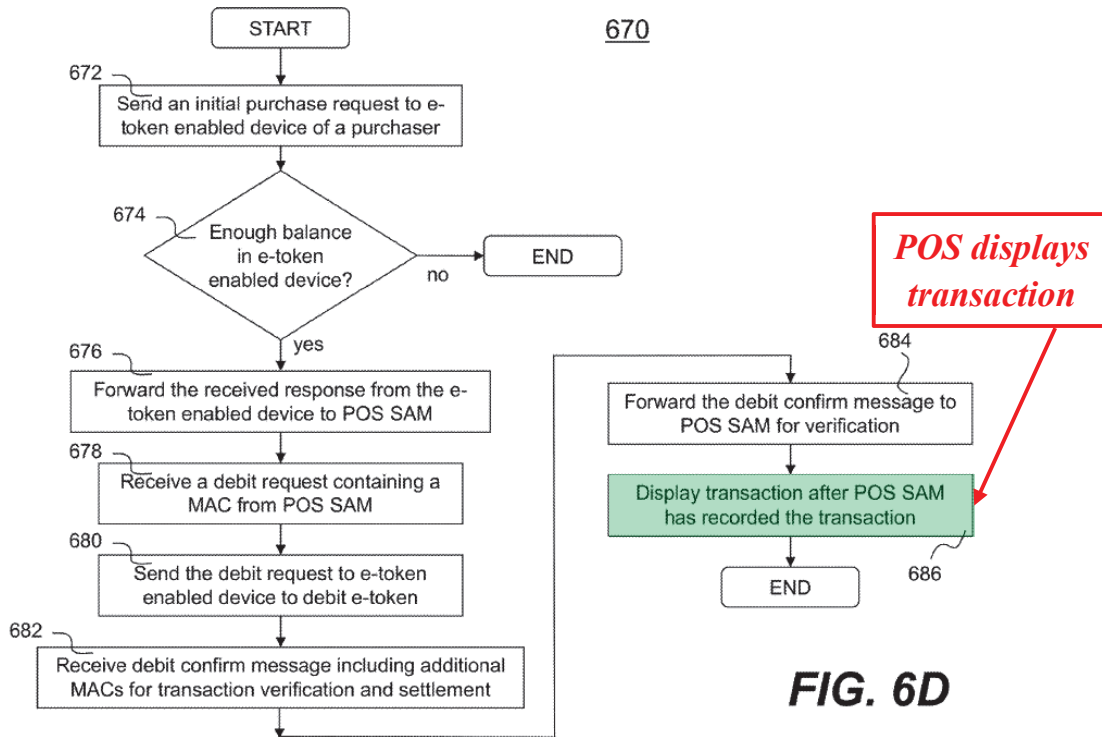 START
670
672
Send an initial purchase request to e-
token enabled device of a purchaser
674
Enough balance
in e-token
enabled device?
no
END
yes
676
Forward the received response from the e-
token enabled device to POS SAM
678
Receive a debit request containing a
MAC from POS SAM
680
Send the debit request to e-token
enabled device to debit e-token
682
Receive debit confirm message including additional
MACs for transaction verification and settlement
POS displays
transaction
684
Forward the debit confirm message to
POS SAM for verification
Display transaction after POS SAM
has recorded the transaction
686
END
FIG. 6D